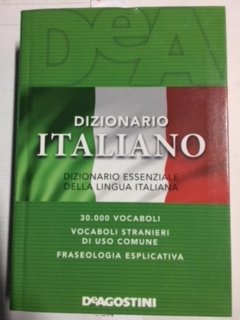 DeA
DIZIONARIO
ITALIANO
DIZIONARIO ESSENZIALE
DELLA LINGUA ITALIANA
30.000 VOCABOLI
VOCABOLI STRANIERI
DI USO COMUNE
FRASEOLOGIA ESPLICATIVA
DeAGOSTINI